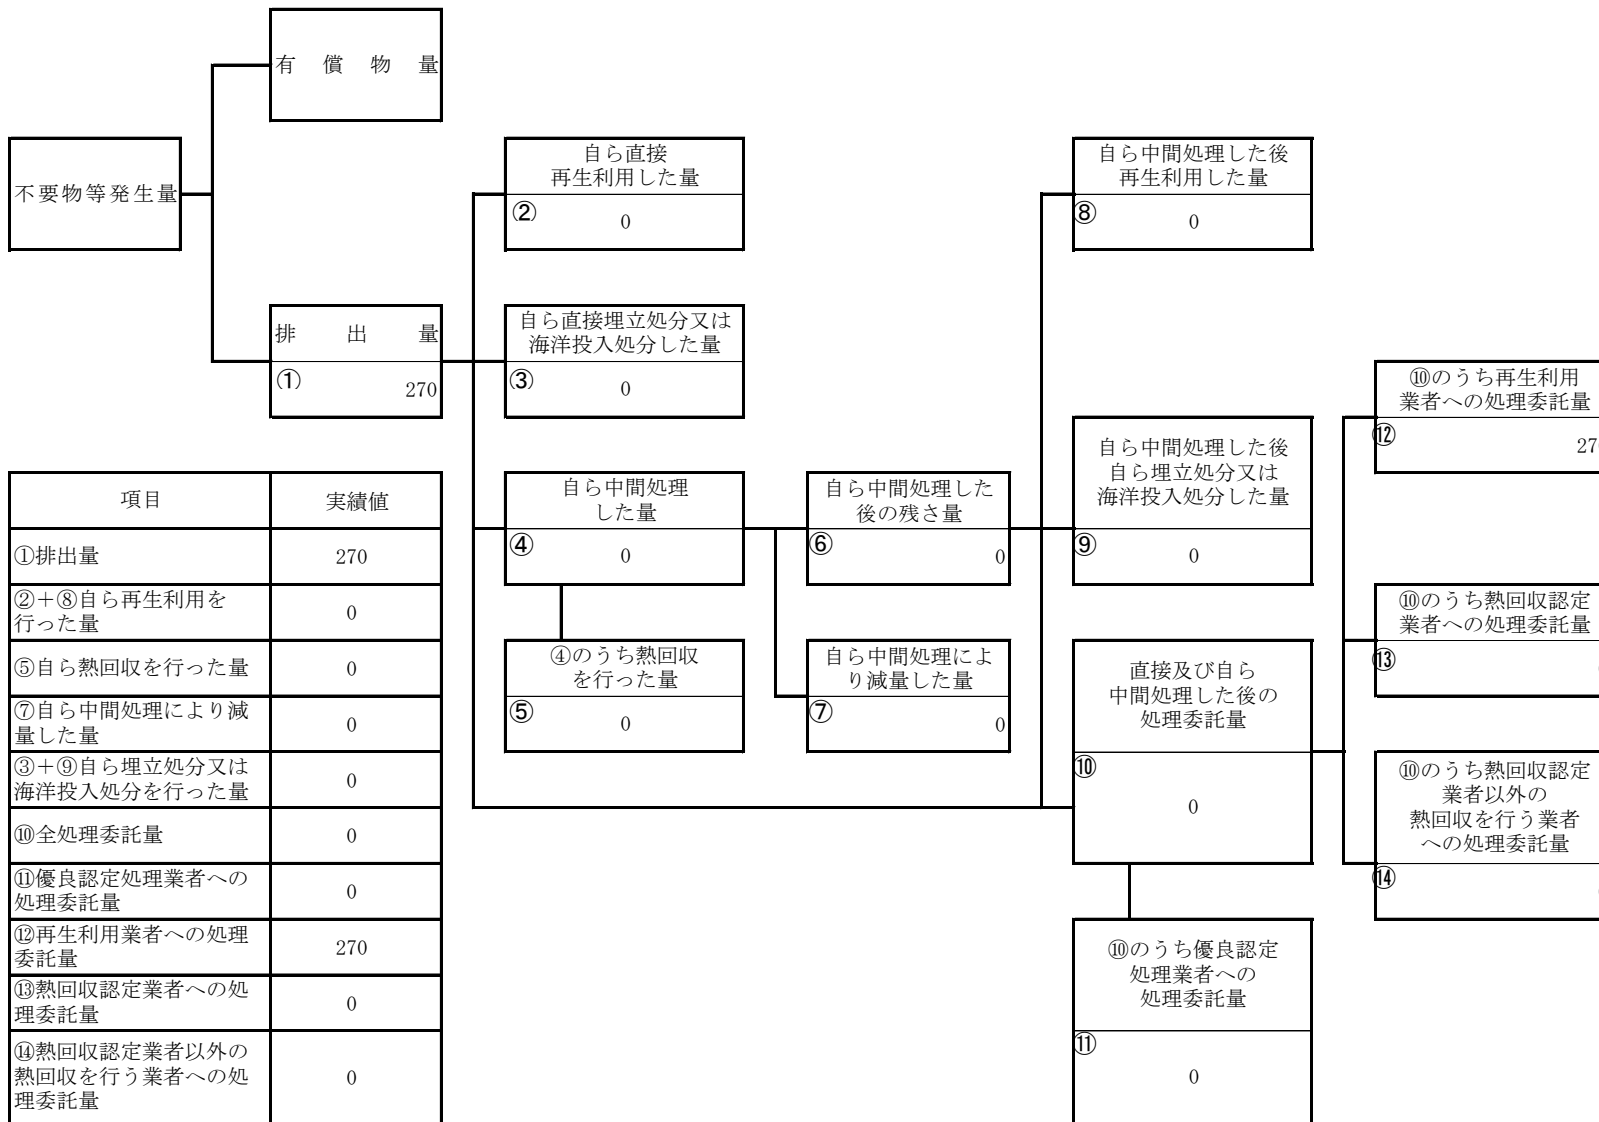 有償物量
不要物等発生量
自ら直接
再生利用した量
②
0
自ら中間処理した後
再生利用した量
⑧
0
排出量
①
270
自ら直接埋立処分又は
海洋投入処分した量
③
0
⑩のうち再生利用
業者への処理委託量
⑫
自ら中間処理
した量
④
0
自ら中間処理した
後の残さ量
⑥
0
自ら中間処理した後
自ら埋立処分又は
海洋投入処分した量
⑨
0
④のうち熱回収
を行った量
⑤
0
自ら中間処理によ
り減量した量
⑦
0
直接及び自ら
中間処理した後の
処理委託量
⑩
0
⑩のうち熱回収認定
業者への処理委託量
⑬
⑩のうち熱回収認定
業者以外の
熱回収を行う業者
への処理委託量
⑭
⑩のうち優良認定
処理業者への
処理委託量
⑪
0
項目 実績値
①排出量 270
②+⑧自ら再生利用を
行った量 0
⑤自ら熱回収を行った量 0
⑦自ら中間処理により減
量した量 0
③+⑨自ら埋立処分又は
海洋投入処分を行った量 0
⑩全処理委託量 0
⑪優良認定処理業者への
処理委託量 0
⑫再生利用業者への処理
委託量 270
⑬熱回収認定業者への処
理委託量 0
⑭熱回収認定業者以外の
熱回収を行う業者への処
理委託量 0